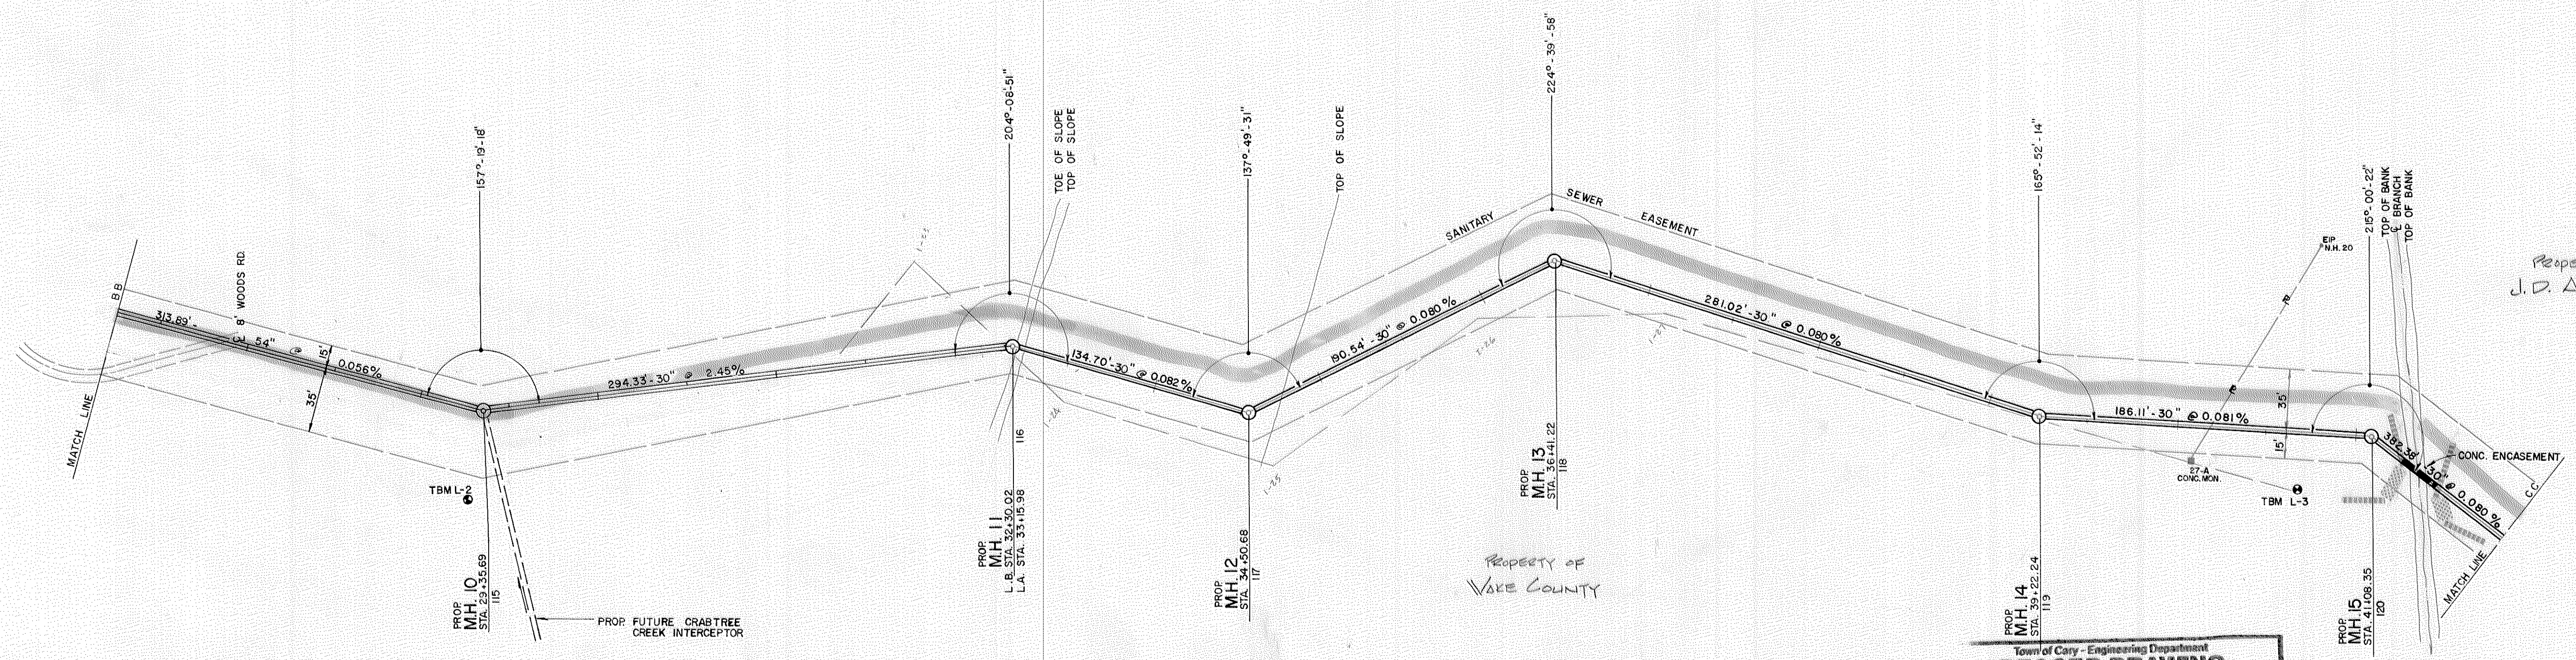 157°-19'-18"
204°-08'-51"
TOE OF SLOPE
TOP OF SLOPE
137°-49'-31"
TOP OF SLOPE
224°-39'-58"
165°-52'-14"
215°-00'-22"
TOP OF BANK
℄ BRANCH
TOP OF BANK
SANITARY SEWER EASEMENT
EIP
N.H. 20
J.D.
B B
MATCH LINE
℄ 8' WOODS RD.
313.89'- 54" @ 0.056%
15'
35'
294.33'-30" @ 2.45%
134.70'-30" @ 0.082%
190.54'-30" @ 0.080%
281.02'-30" @ 0.080%
186.11'-30" @ 0.081%
382.38'-30" @ 0.080%
35'
15'
1-24
1-25
1-27
27-A
CONC. MON.
CONC. ENCASEMENT
C C
MATCH LINE
TBM L-2
TBM L-3
PROP.
M.H. 10
STA. 29+35.69
115
PROP. FUTURE CRABTREE
CREEK INTERCEPTOR
PROP.
M.H. 11
L.B. STA. 32+30.02
L.A. STA. 33+15.98
116
PROP.
M.H. 12
STA. 34+50.68
117
PROP.
M.H. 13
STA. 36+41.22
118
PROPERTY OF
WAKE COUNTY
PROP.
M.H. 14
STA. 39+22.24
119
PROP.
M.H. 15
STA. 41+08.35
120
Town of Cary - Engineering Department